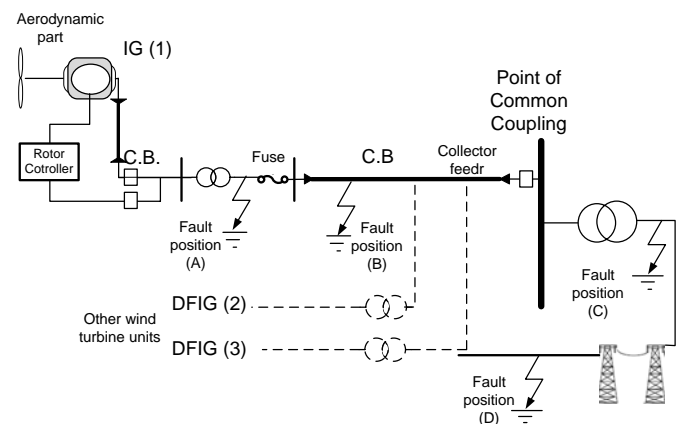 Aerodynamic
part
IG (1)
Point of
Common
Coupling
Rotor
Cotroller
C.B.
Fuse
C.B
Collector
feedr
Fault
position
(A)
Fault
position
(B)
Fault
position
(C)
Other wind
turbine units
DFIG (2)
DFIG (3)
Fault
position
(D)